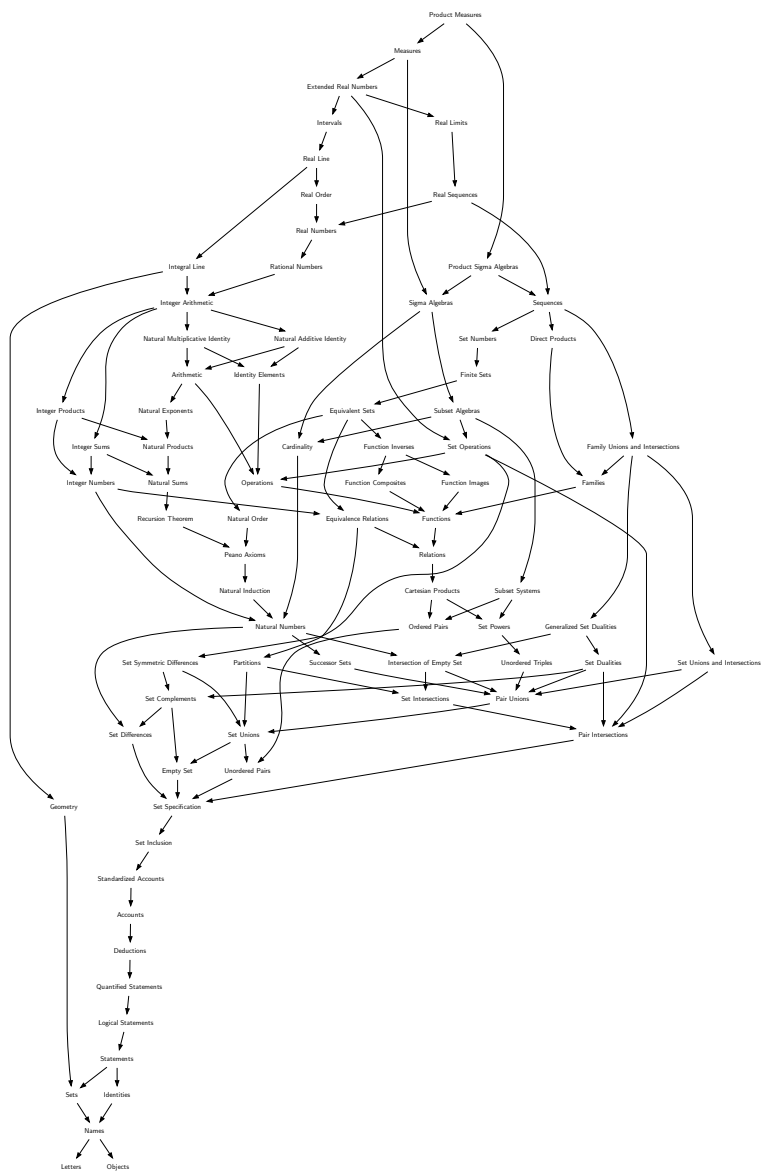 Product Measures
Measures
Extended Real Numbers
Intervals
Real Limits
Real Line
Real Order
Real Sequences
Real Numbers
Integral Line
Rational Numbers
Product Sigma Algebras
Integer Arithmetic
Sigma Algebras
Sequences
Natural Multiplicative Identity
Natural Additive Identity
Set Numbers
Direct Products
Arithmetic
Identity Elements
Finite Sets
Integer Products
Natural Exponents
Equivalent Sets
Subset Algebras
Integer Sums
Natural Products
Cardinality
Function Inverses
Set Operations
Family Unions and Intersections
Integer Numbers
Natural Sums
Operations
Function Composites
Function Images
Families
Recursion Theorem
Natural Order
Equivalence Relations
Functions
Peano Axioms
Relations
Natural Induction
Cartesian Products
Subset Systems
Natural Numbers
Ordered Pairs
Set Powers
Generalized Set Dualities
Set Symmetric Differences
Partitions
Successor Sets
Intersection of Empty Set
Unordered Triples
Set Dualities
Set Unions and Intersections
Set Complements
Set Intersections
Pair Unions
Set Differences
Set Unions
Pair Intersections
Empty Set
Unordered Pairs
Geometry
Set Specification
Set Inclusion
Standardized Accounts
Accounts
Deductions
Quantified Statements
Logical Statements
Statements
Sets
Identities
Names
Letters
Objects